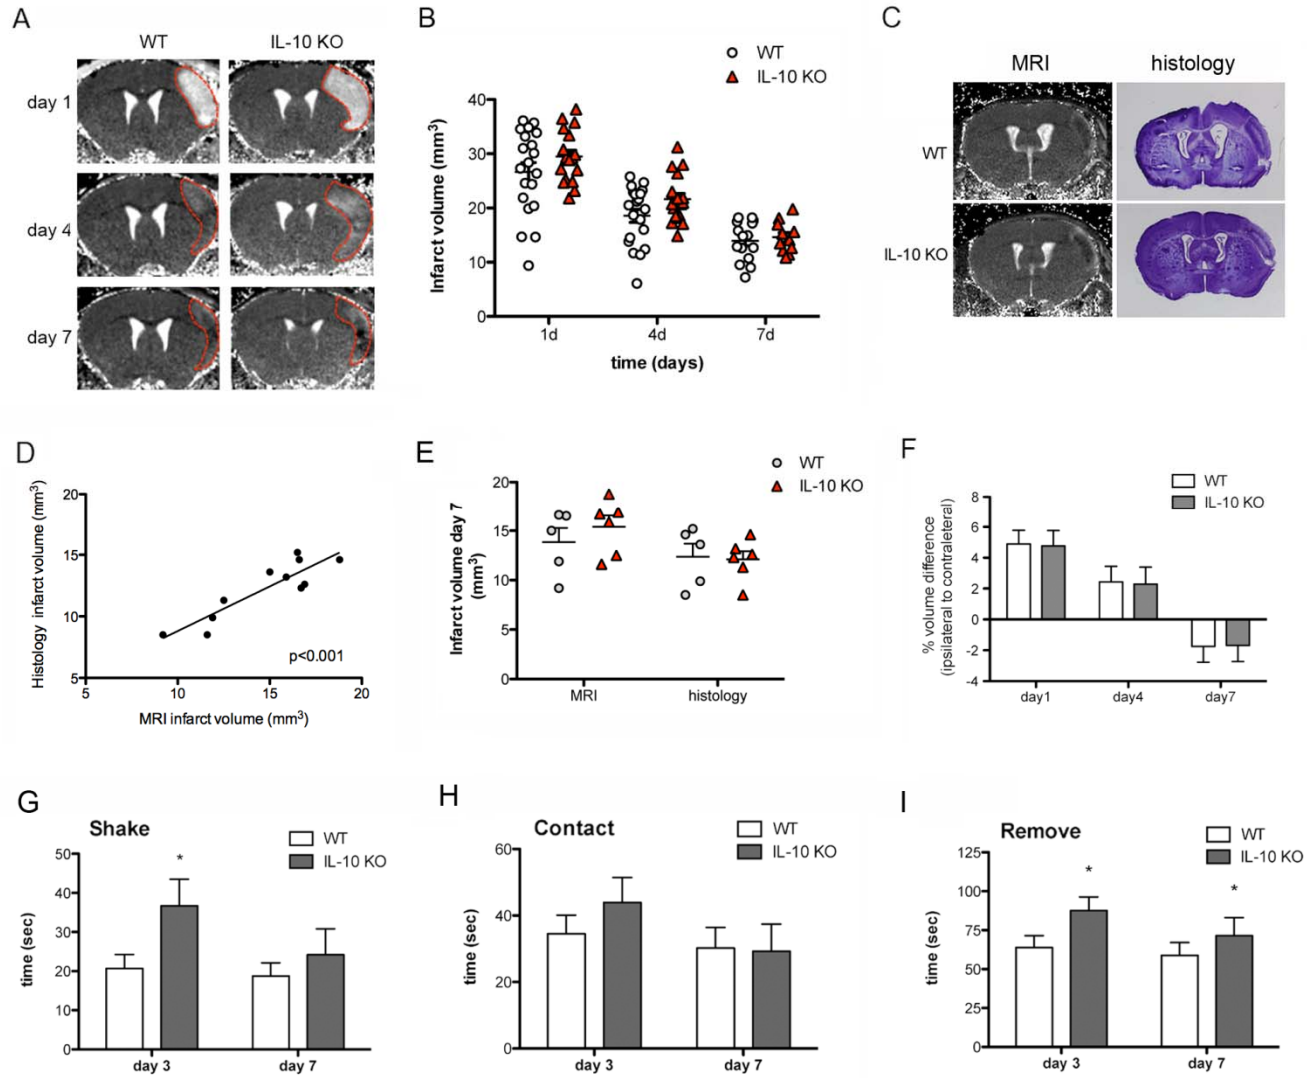 A
WT
IL-10 KO
day 1
day 4
day 7
B
WT
IL-10 KO
Infarct volume (mm³)
40
30
20
10
0
1d
4d
7d
time (days)
C
MRI
histology
WT
IL-10 KO
D
Histology infarct volume (mm³)
20
15
10
5
p<0.001
5
10
15
20
MRI infarct volume (mm³)
E
WT
IL-10 KO
Infarct volume day 7
(mm³)
20
15
10
5
0
MRI
histology
F
WT
IL-10 KO
% volume difference
(ipsilateral to contralateral)
8
6
4
2
0
-2
-4
day1
day4
day7
G
Shake
WT
IL-10 KO
time (sec)
50
40
30
20
10
0
*
day 3
day 7
H
Contact
WT
IL-10 KO
time (sec)
60
40
20
0
day 3
day 7
I
Remove
WT
IL-10 KO
time (sec)
125
100
75
50
25
0
*
*
day 3
day 7